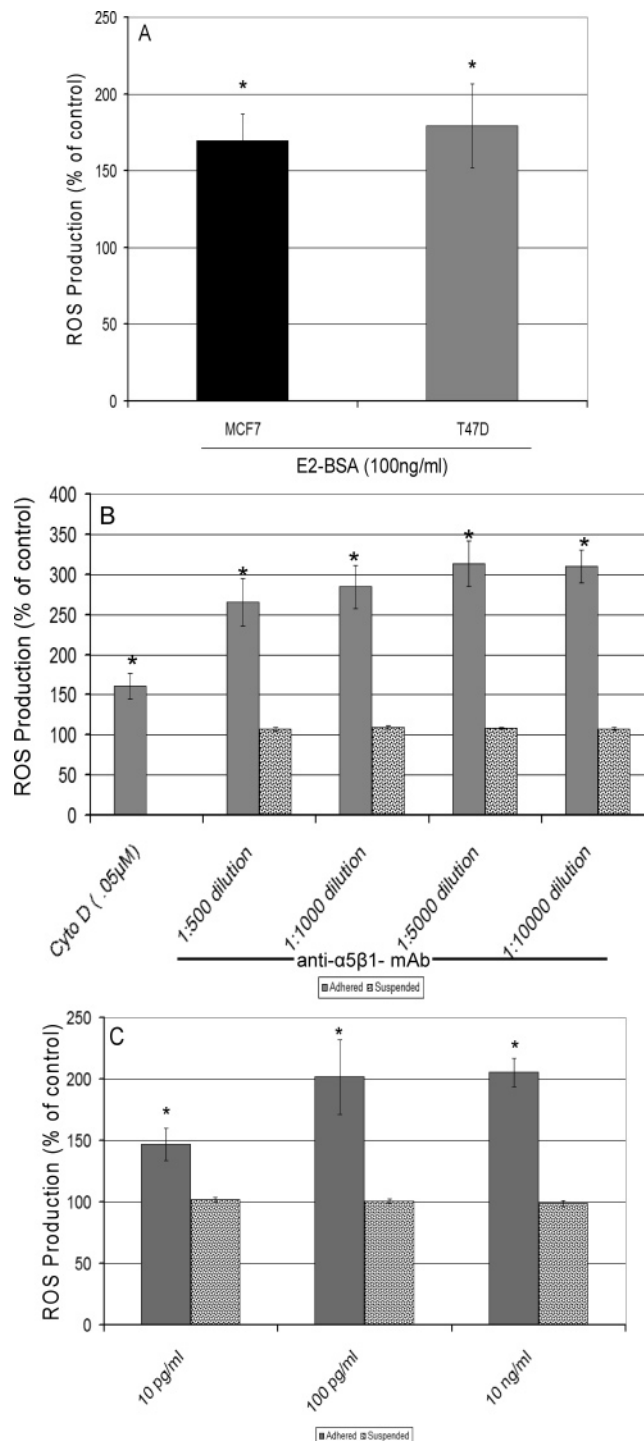 A
ROS Production (% of control)
250
200
150
100
50
0
*
*
MCF7 T47D
E2-BSA (100ng/ml)
B
ROS Production (% of control)
400
350
300
250
200
150
100
50
0
* * * * *
Cyto D ( .05µM)
1:500 dilution
1:1000 dilution
1:5000 dilution
1:10000 dilution
anti-α5β1- mAb
Adhered Suspended
C
ROS Production (% of control)
250
200
150
100
50
0
* * *
10 pg/ml
100 pg/ml
10 ng/ml
Adhered Suspended